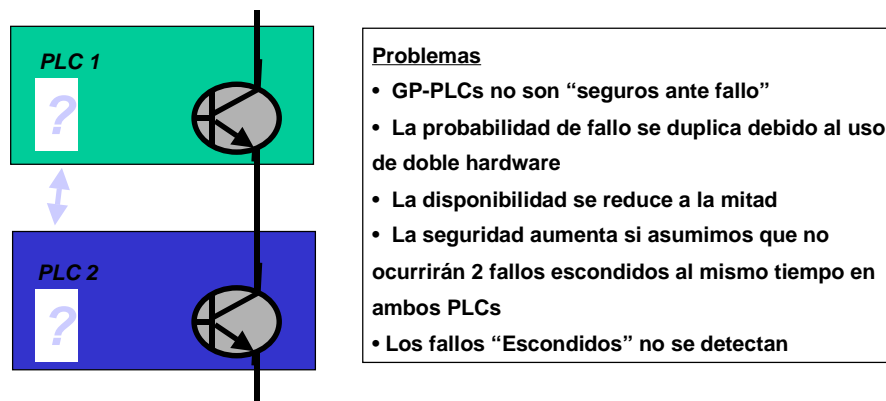 PLC 1
?
PLC 2
?
Problemas
• GP-PLCs no son “seguros ante fallo”
• La probabilidad de fallo se duplica debido al uso
de doble hardware
• La disponibilidad se reduce a la mitad
• La seguridad aumenta si asumimos que no
ocurrirán 2 fallos escondidos al mismo tiempo en
ambos PLCs
• Los fallos “Escondidos” no se detectan